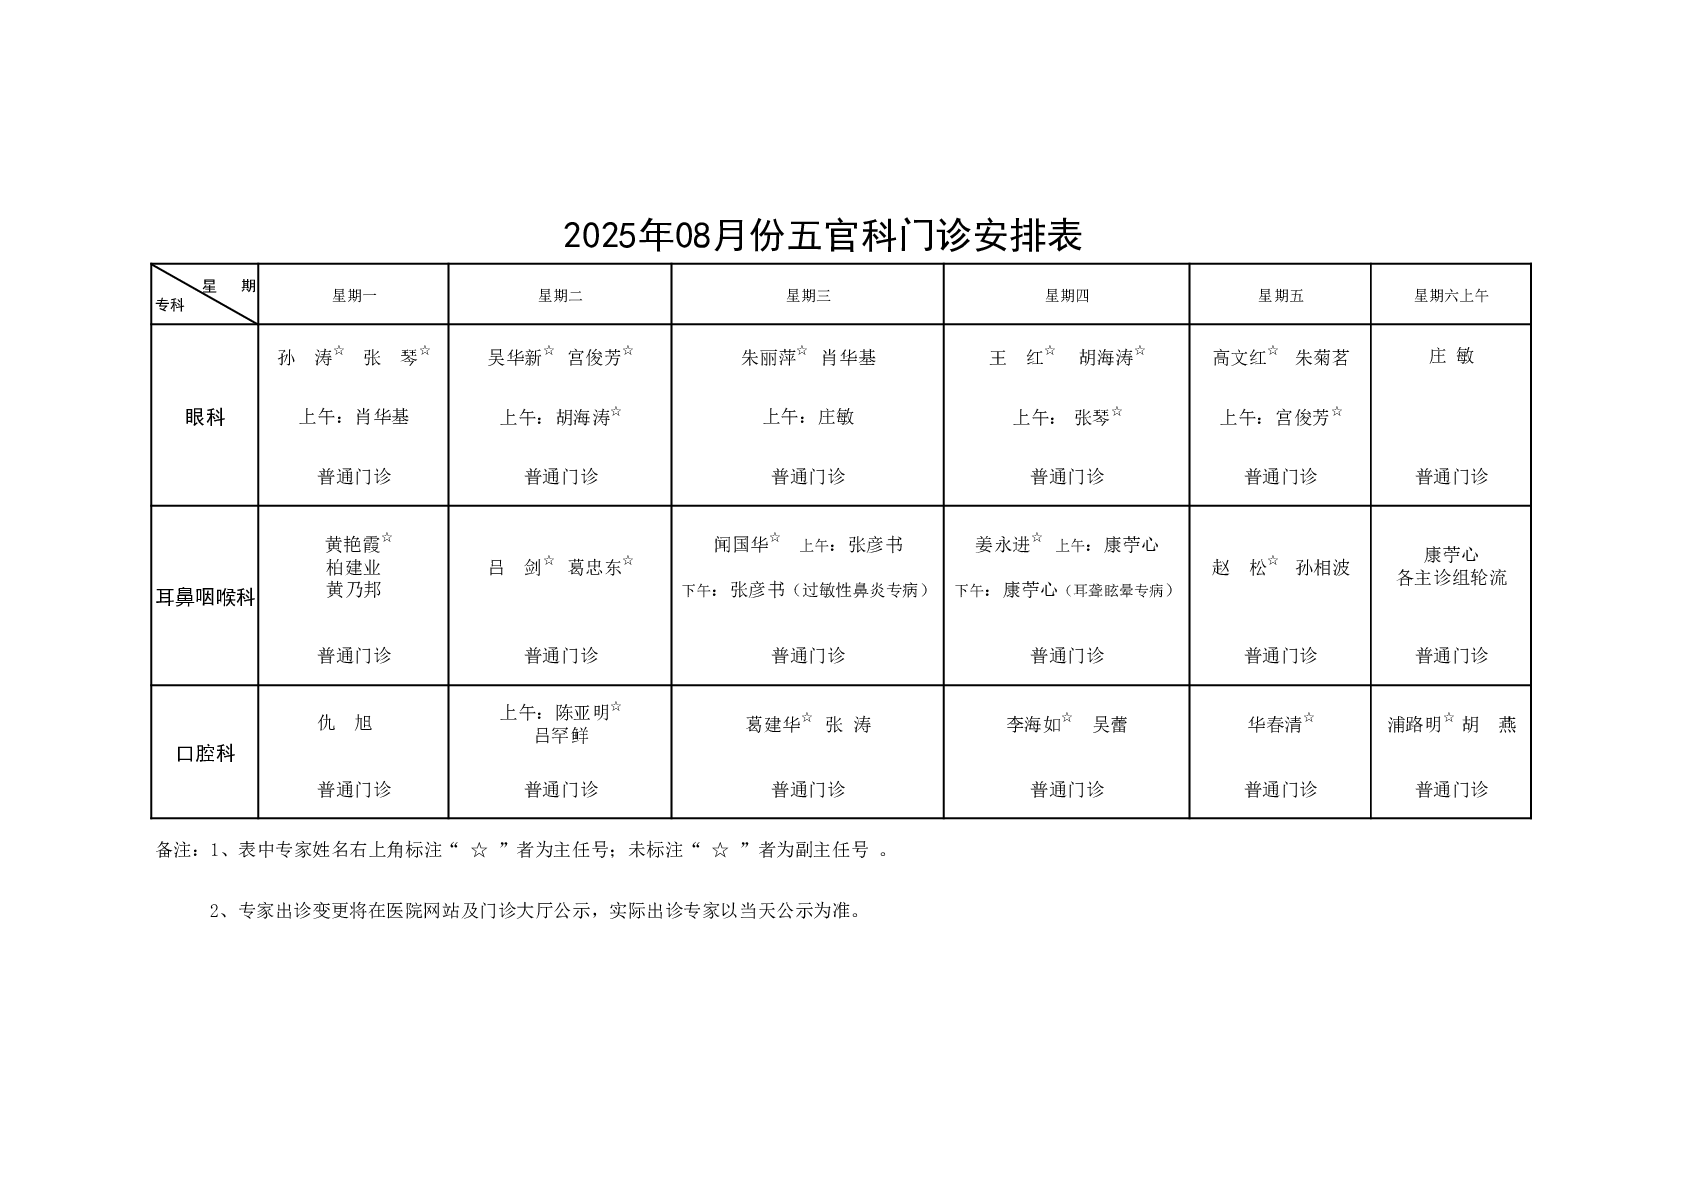 2025年08月份五官科门诊安排表
星 期
专科
星期一 星期二 星期三 星期四 星期五 星期六上午
眼科
孙 涛☆ 张 琴☆
上午：肖华基
普通门诊
吴华新☆ 宫俊芳☆
上午：胡海涛☆
普通门诊
朱丽萍☆ 肖华基
上午：庄敏
普通门诊
王 红☆ 胡海涛☆
上午： 张琴☆
普通门诊
高文红☆ 朱菊茗
上午：宫俊芳☆
普通门诊
庄 敏
普通门诊
耳鼻咽喉科
黄艳霞☆
柏建业
黄乃邦
普通门诊
吕 剑☆ 葛忠东☆
普通门诊
闻国华☆ 上午：张彦书
下午：张彦书（过敏性鼻炎专病）
普通门诊
姜永进☆ 上午：康苧心
下午：康苧心（耳聋眩晕专病）
普通门诊
赵 松☆ 孙相波
普通门诊
康苧心
各主诊组轮流
普通门诊
口腔科
仇 旭
普通门诊
上午：陈亚明☆
吕罕鲜
普通门诊
葛建华☆ 张 涛
普通门诊
李海如☆ 吴蕾
普通门诊
华春清☆
普通门诊
浦路明☆ 胡 燕
普通门诊
备注：1、表中专家姓名右上角标注“ ☆ ”者为主任号；未标注“ ☆ ”者为副主任号 。
2、专家出诊变更将在医院网站及门诊大厅公示，实际出诊专家以当天公示为准。